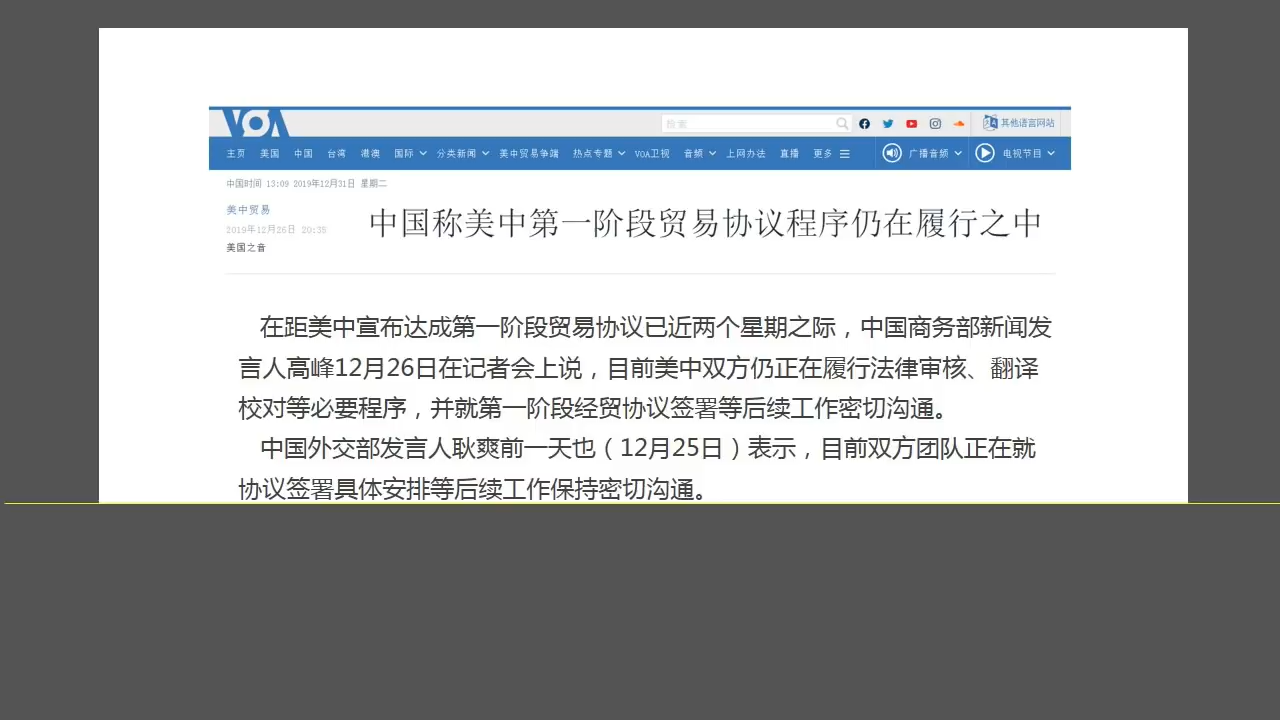 VOA
检索
其他语言网站
主页 美国 中国 台湾 港澳 国际 分类新闻 美中贸易争端 热点专题 VOA卫视 音频 上网办法 直播 更多 广播音频 电视节目
中国时间 13:09 2019年12月31日 星期二
美中贸易
2019年12月26日 20:35
美国之音
中国称美中第一阶段贸易协议程序仍在履行之中
在距美中宣布达成第一阶段贸易协议已近两个星期之际，中国商务部新闻发
言人高峰12月26日在记者会上说，目前美中双方仍正在履行法律审核、翻译
校对等必要程序，并就第一阶段经贸协议签署等后续工作密切沟通。
中国外交部发言人耿爽前一天也（12月25日）表示，目前双方团队正在就
协议签署具体安排等后续工作保持密切沟通。